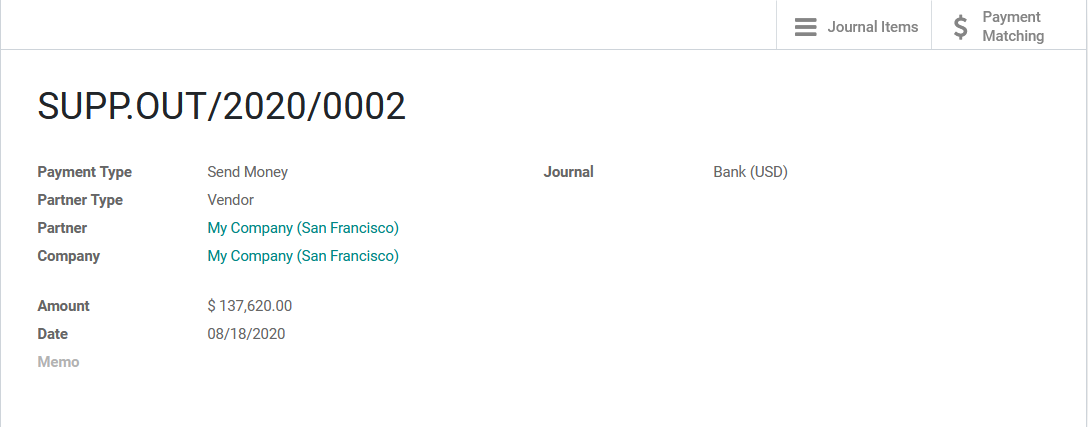 Journal Items
Payment
Matching
SUPP.OUT/2020/0002
Payment Type Send Money Journal Bank (USD)
Partner Type Vendor
Partner My Company (San Francisco)
Company My Company (San Francisco)
Amount $ 137,620.00
Date 08/18/2020
Memo